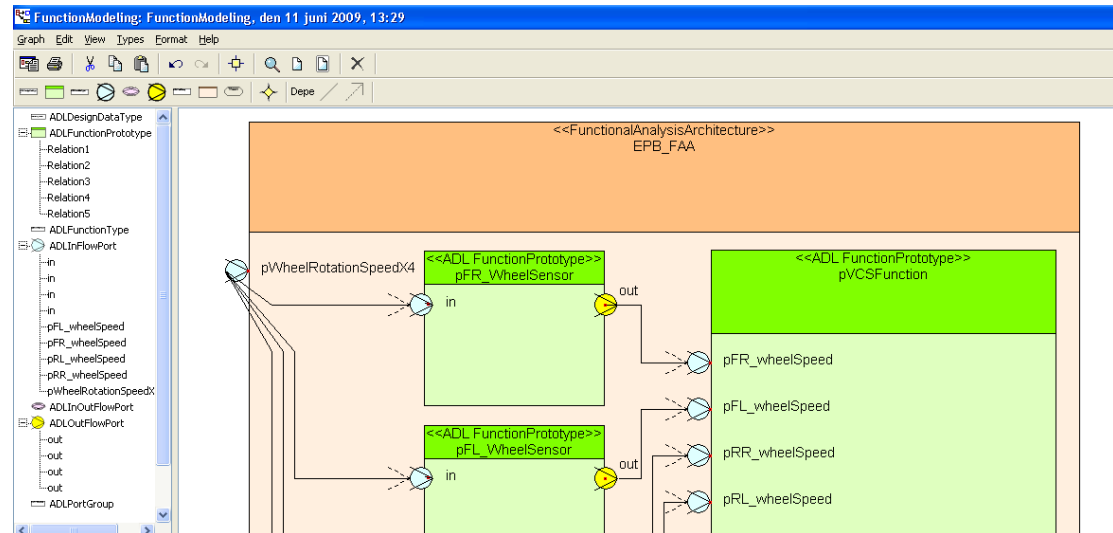 FunctionModeling: FunctionModeling, den 11 juni 2009, 13:29
Graph Edit View Types Format Help
Depe
ADLDesignDataType
ADLFunctionPrototype
Relation1
Relation2
Relation3
Relation4
Relation5
ADLFunctionType
ADLInFlowPort
in
in
in
in
pFL_wheelSpeed
pFR_wheelSpeed
pRL_wheelSpeed
pRR_wheelSpeed
pWheelRotationSpeedX
ADLInOutFlowPort
ADLOutFlowPort
out
out
out
out
ADLPortGroup
<<FunctionalAnalysisArchitecture>>
EPB_FAA
pWheelRotationSpeedX4
<<ADL FunctionPrototype>>
pFR_WheelSensor
in
out
<<ADL FunctionPrototype>>
pVCSFunction
pFR_wheelSpeed
pFL_wheelSpeed
pRR_wheelSpeed
pRL_wheelSpeed
<<ADL FunctionPrototype>>
pFL_WheelSensor
in
out